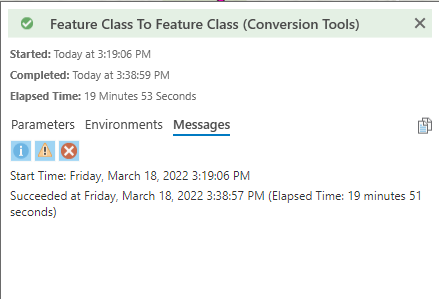 Feature Class To Feature Class (Conversion Tools)
Started: Today at 3:19:06 PM
Completed: Today at 3:38:59 PM
Elapsed Time: 19 Minutes 53 Seconds
Parameters Environments Messages
Start Time: Friday, March 18, 2022 3:19:06 PM
Succeeded at Friday, March 18, 2022 3:38:57 PM (Elapsed Time: 19 minutes 51
seconds)